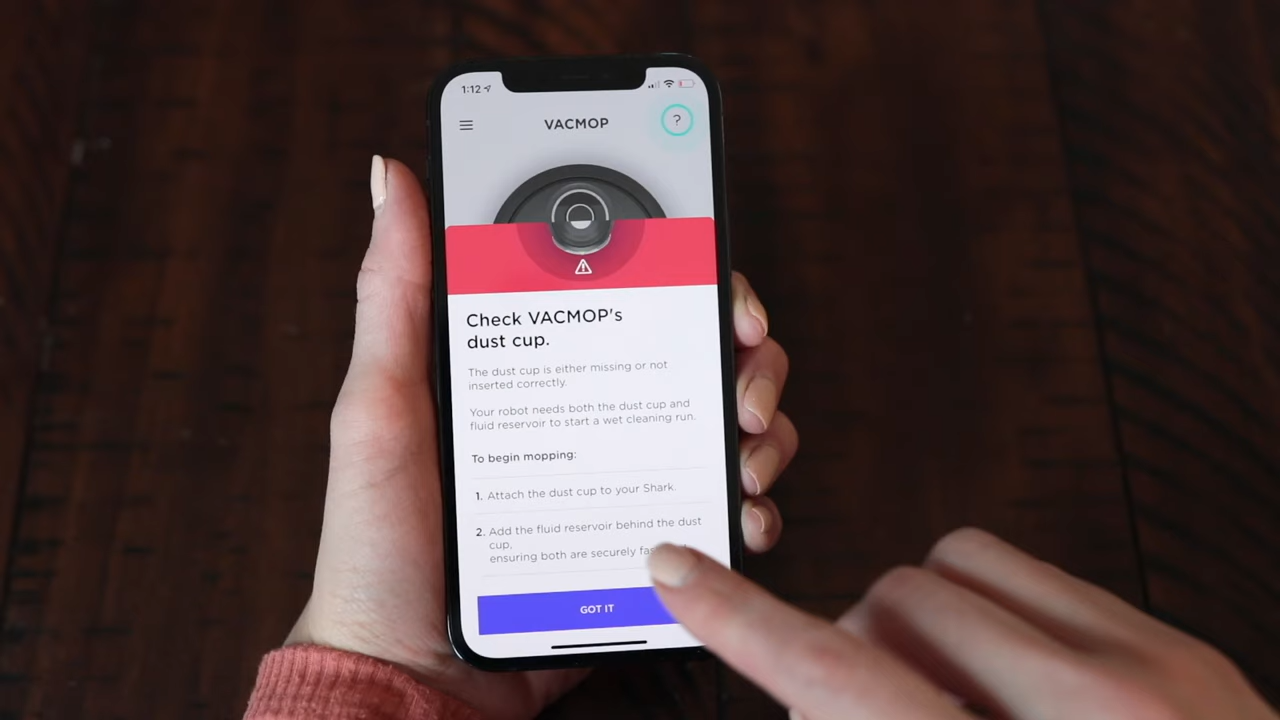 1:12
VACMOP
?
Check VACMOP's
dust cup.
The dust cup is either missing or not
inserted correctly.
Your robot needs both the dust cup and
fluid reservoir to start a wet cleaning run.
To begin mopping:
1. Attach the dust cup to your Shark.
2. Add the fluid reservoir behind the dust
cup,
ensuring both are securely
GOT IT